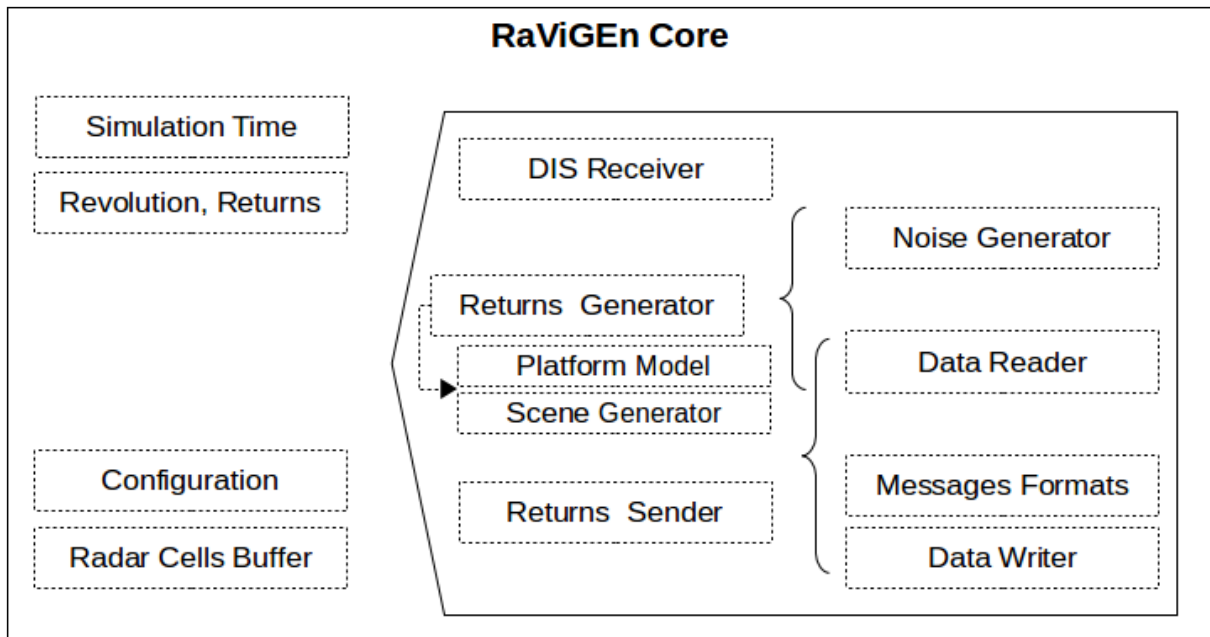 RaViGEn Core
Simulation Time
Revolution, Returns
Configuration
Radar Cells Buffer
DIS Receiver
Returns Generator
Platform Model
Scene Generator
Returns Sender
Noise Generator
Data Reader
Messages Formats
Data Writer